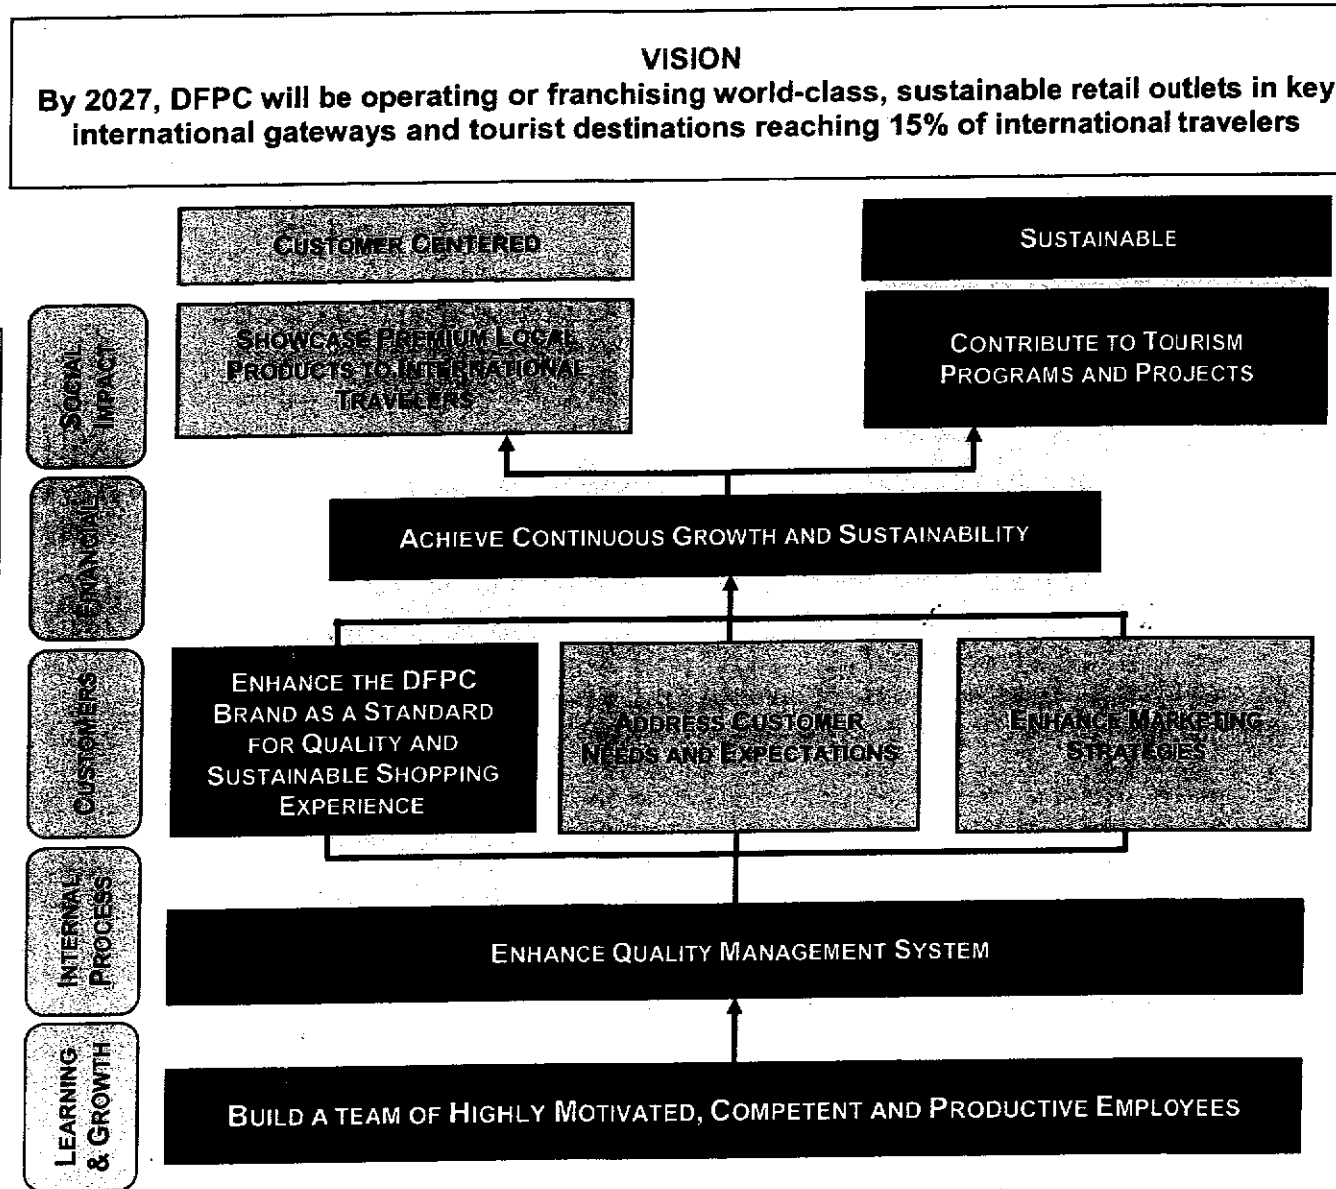 VISION
By 2027, DFPC will be operating or franchising world-class, sustainable retail outlets in key
international gateways and tourist destinations reaching 15% of international travelers
CUSTOMER CENTERED
SUSTAINABLE
SOCIAL
IMPACT
SHOWCASE PREMIUM LOCAL
PRODUCTS TO INTERNATIONAL
TRAVELERS
CONTRIBUTE TO TOURISM
PROGRAMS AND PROJECTS
FINANCIAL
ACHIEVE CONTINUOUS GROWTH AND SUSTAINABILITY
CUSTOMERS
ENHANCE THE DFPC
BRAND AS A STANDARD
FOR QUALITY AND
SUSTAINABLE SHOPPING
EXPERIENCE
ADDRESS CUSTOMER
NEEDS AND EXPECTATIONS
ENHANCE MARKETING
STRATEGIES
INTERNAL
PROCESS
ENHANCE QUALITY MANAGEMENT SYSTEM
LEARNING
& GROWTH
BUILD A TEAM OF HIGHLY MOTIVATED, COMPETENT AND PRODUCTIVE EMPLOYEES